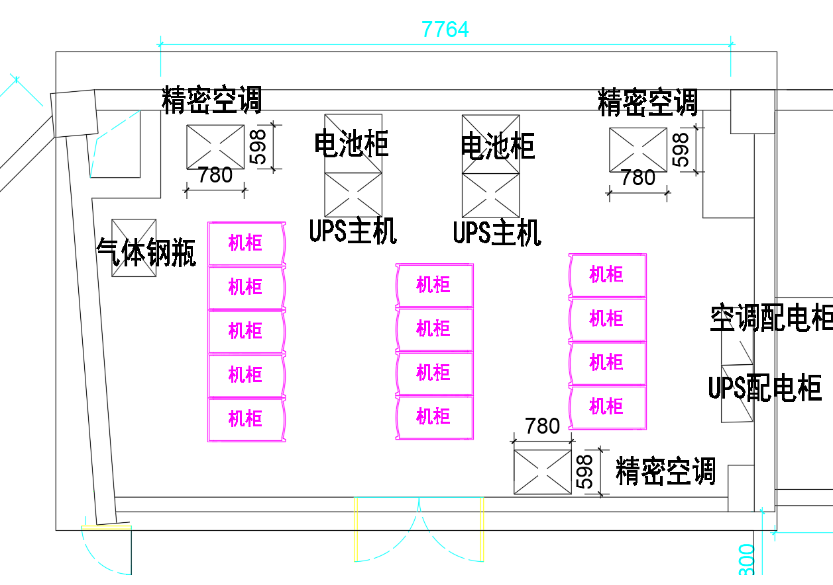 7764
精密空调
精密空调
598
780
电池柜
电池柜
598
780
UPS主机
UPS主机
气体钢瓶
机柜
机柜
机柜
机柜
机柜
机柜
机柜
机柜
机柜
机柜
机柜
机柜
机柜
空调配电柜
UPS配电柜
780
598
精密空调